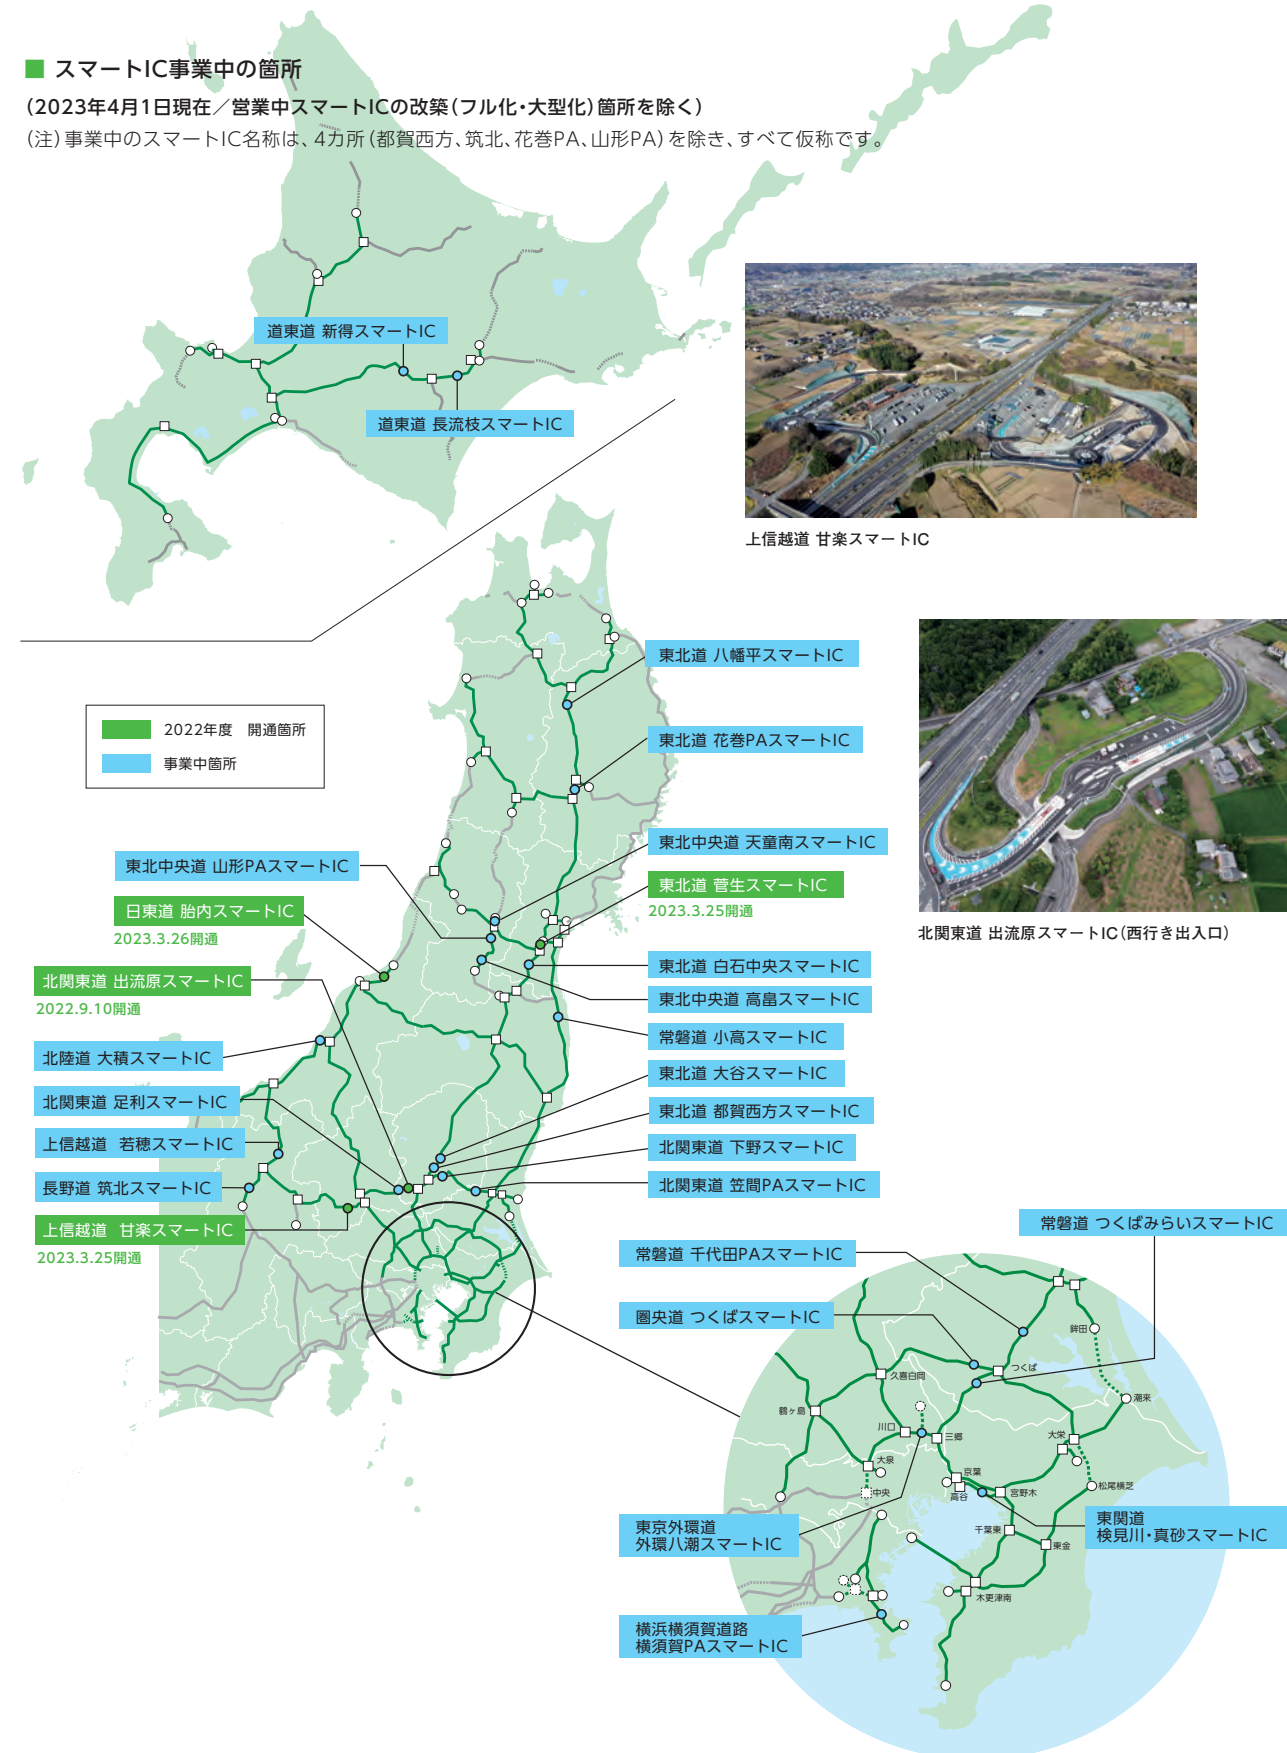 ■ スマートIC事業中の箇所
(2023年4月1日現在／営業中スマートICの改築(フル化・大型化)箇所を除く)
(注)事業中のスマートIC名称は、4カ所(都賀西方、筑北、花巻PA、山形PA)を除き、すべて仮称です。
道東道 新得スマートIC
道東道 長流枝スマートIC
上信越道 甘楽スマートIC
2022年度　開通箇所
事業中箇所
東北道 八幡平スマートIC
東北道 花巻PAスマートIC
北関東道 出流原スマートIC(西行き出入口)
東北中央道 天童南スマートIC
東北中央道 山形PAスマートIC
東北道 菅生スマートIC
2023.3.25開通
日東道 胎内スマートIC
2023.3.26開通
東北道 白石中央スマートIC
北関東道 出流原スマートIC
2022.9.10開通
東北中央道 高畠スマートIC
常磐道 小高スマートIC
北陸道 大積スマートIC
東北道 大谷スマートIC
北関東道 足利スマートIC
東北道 都賀西方スマートIC
上信越道 若穂スマートIC
北関東道 下野スマートIC
長野道 筑北スマートIC
北関東道 笠間PAスマートIC
上信越道 甘楽スマートIC
2023.3.25開通
常磐道 つくばみらいスマートIC
常磐道 千代田PAスマートIC
圏央道 つくばスマートIC
鉾田
つくば
久喜白岡
潮来
鶴ヶ島
川口
三郷
大栄
大泉
京葉
中央
高谷
宮野木
松尾横芝
東京外環道
外環八潮スマートIC
東関道
検見川・真砂スマートIC
千葉東
東金
木更津南
横浜横須賀道路
横須賀PAスマートIC